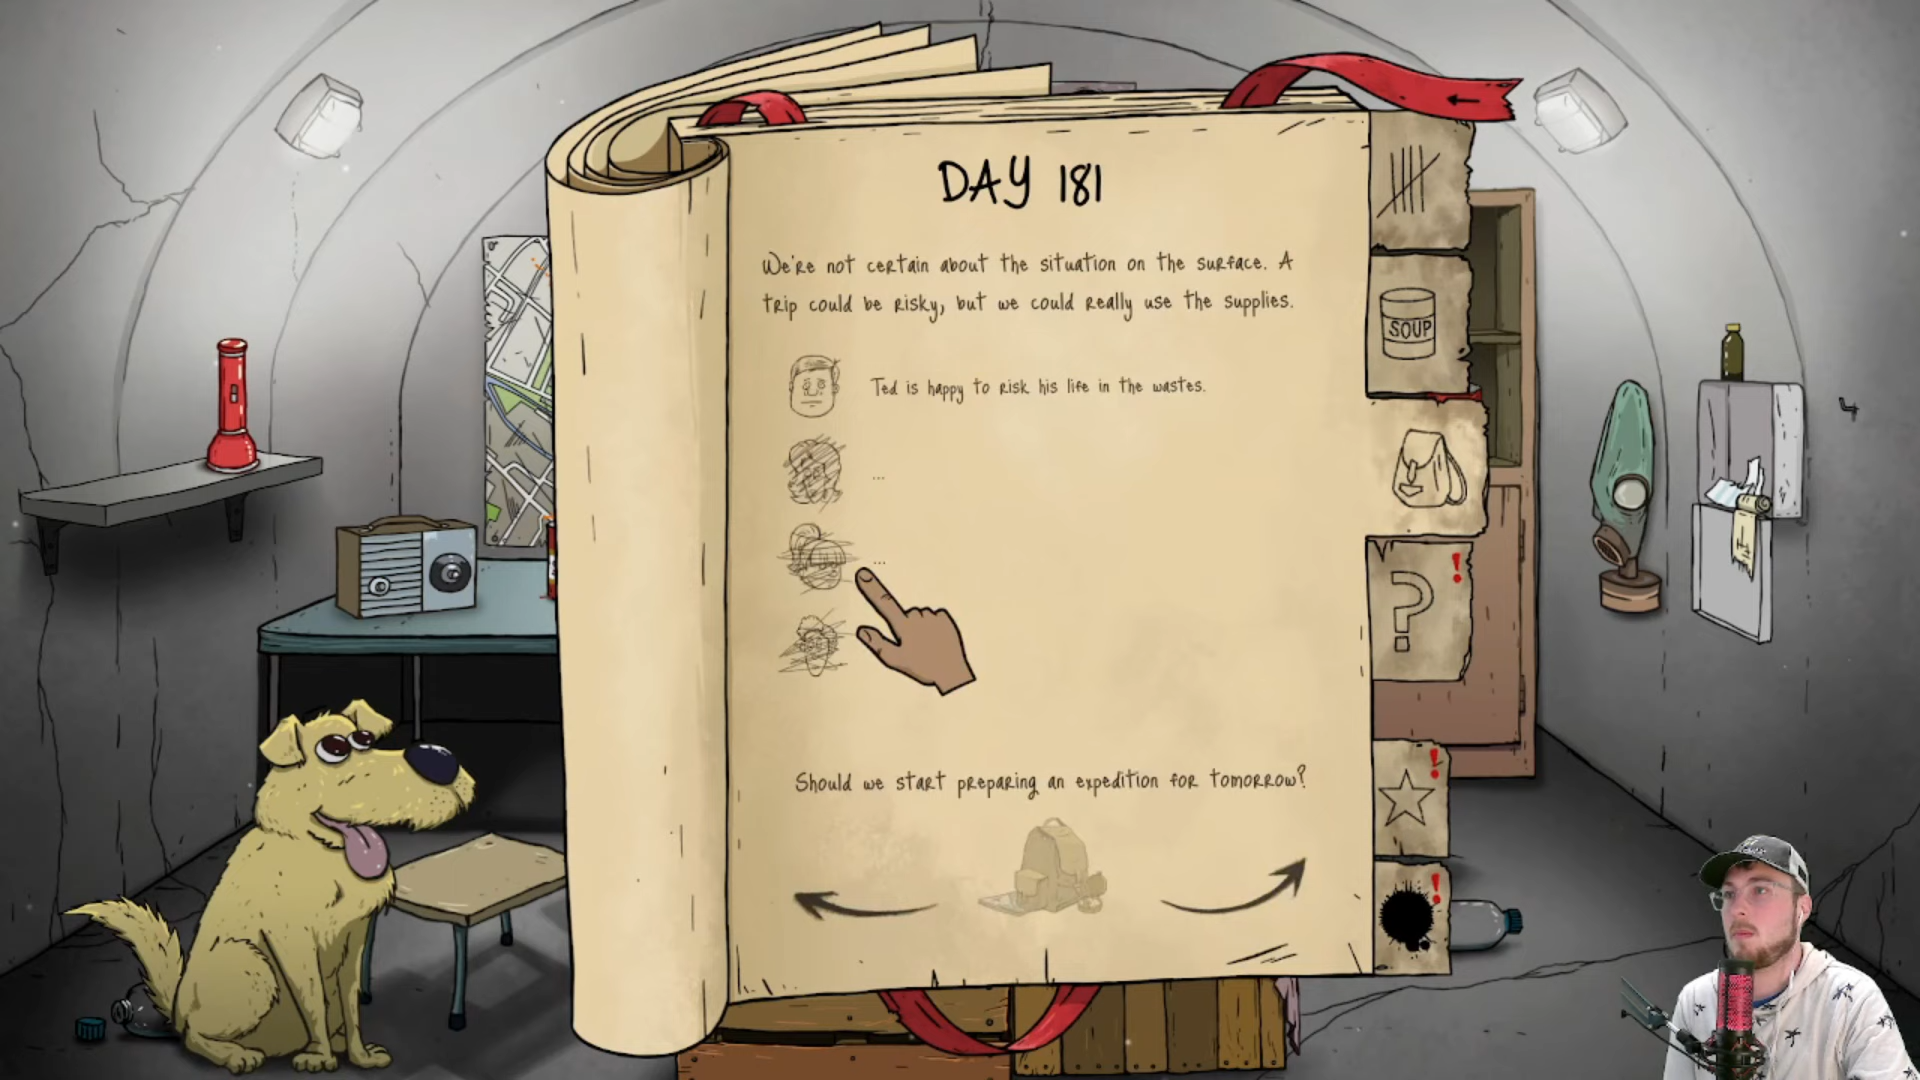 DAY 181
We're not certain about the situation on the surface. A
trip could be risky, but we could really use the supplies.
Ted is happy to risk his life in the wastes.
...
...
Should we start preparing an expedition for tomorrow?
SOUP